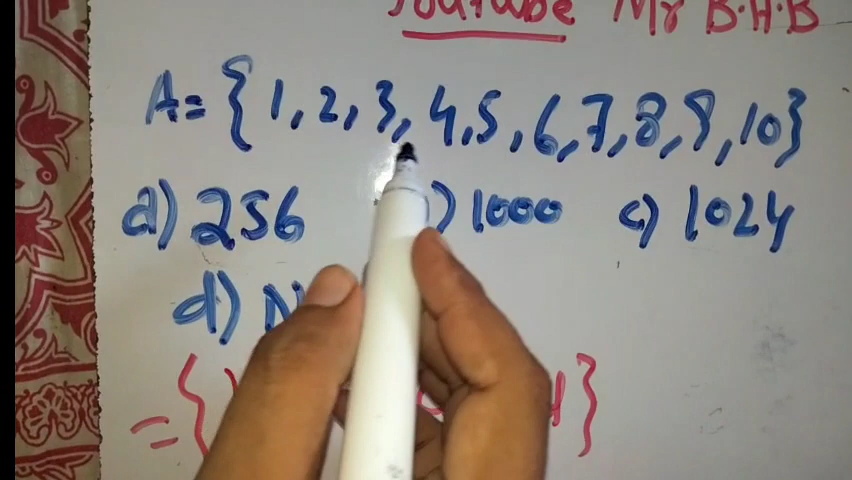 Youtube Mr B.H.B
A= {1, 2, 3, 4, 5, 6, 7, 8, 9, 10}
a) 256 ) 1000 c) 1024
d) N
= { }